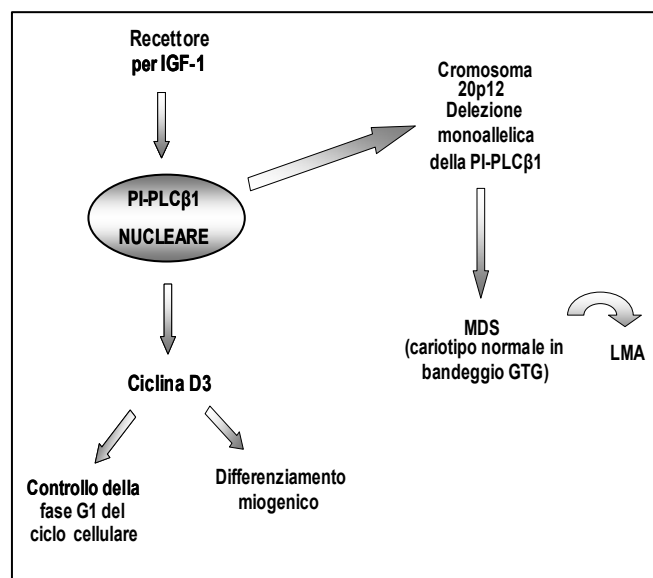 Recettore
per IGF-1
PI-PLCβ1
NUCLEARE
Ciclina D3
Controllo della
fase G1 del
ciclo cellulare
Differenziamento
miogenico
Cromosoma
20p12
Delezione
monoallelica
della PI-PLCβ1
MDS
(cariotipo normale in
bandeggio GTG)
LMA